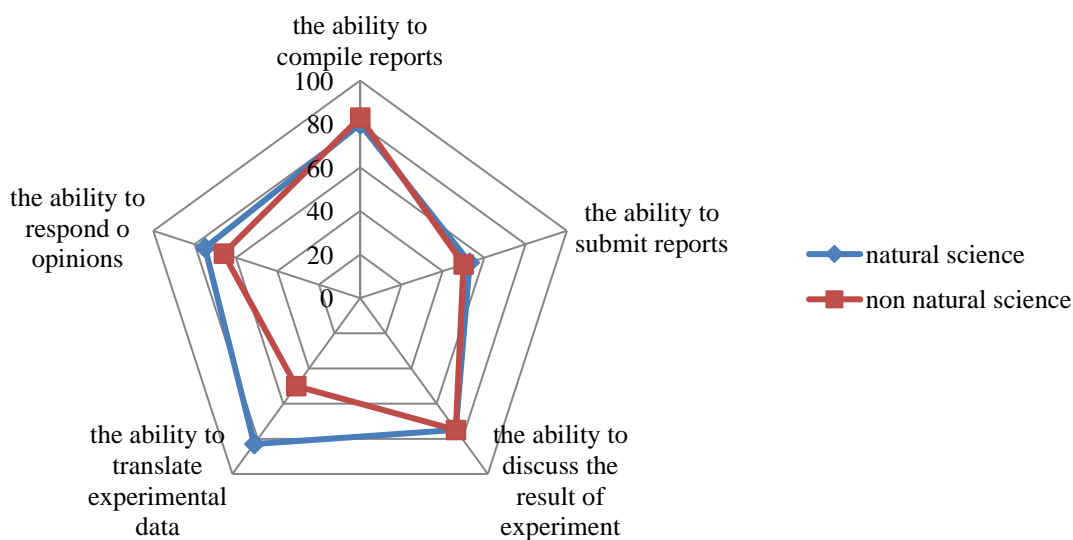 the ability to
compile reports
100
80
60
40
20
0
the ability to
respond o
opinions
the ability to
submit reports
natural science
non natural science
the ability to
translate
experimental
data
the ability to
discuss the
result of
experiment